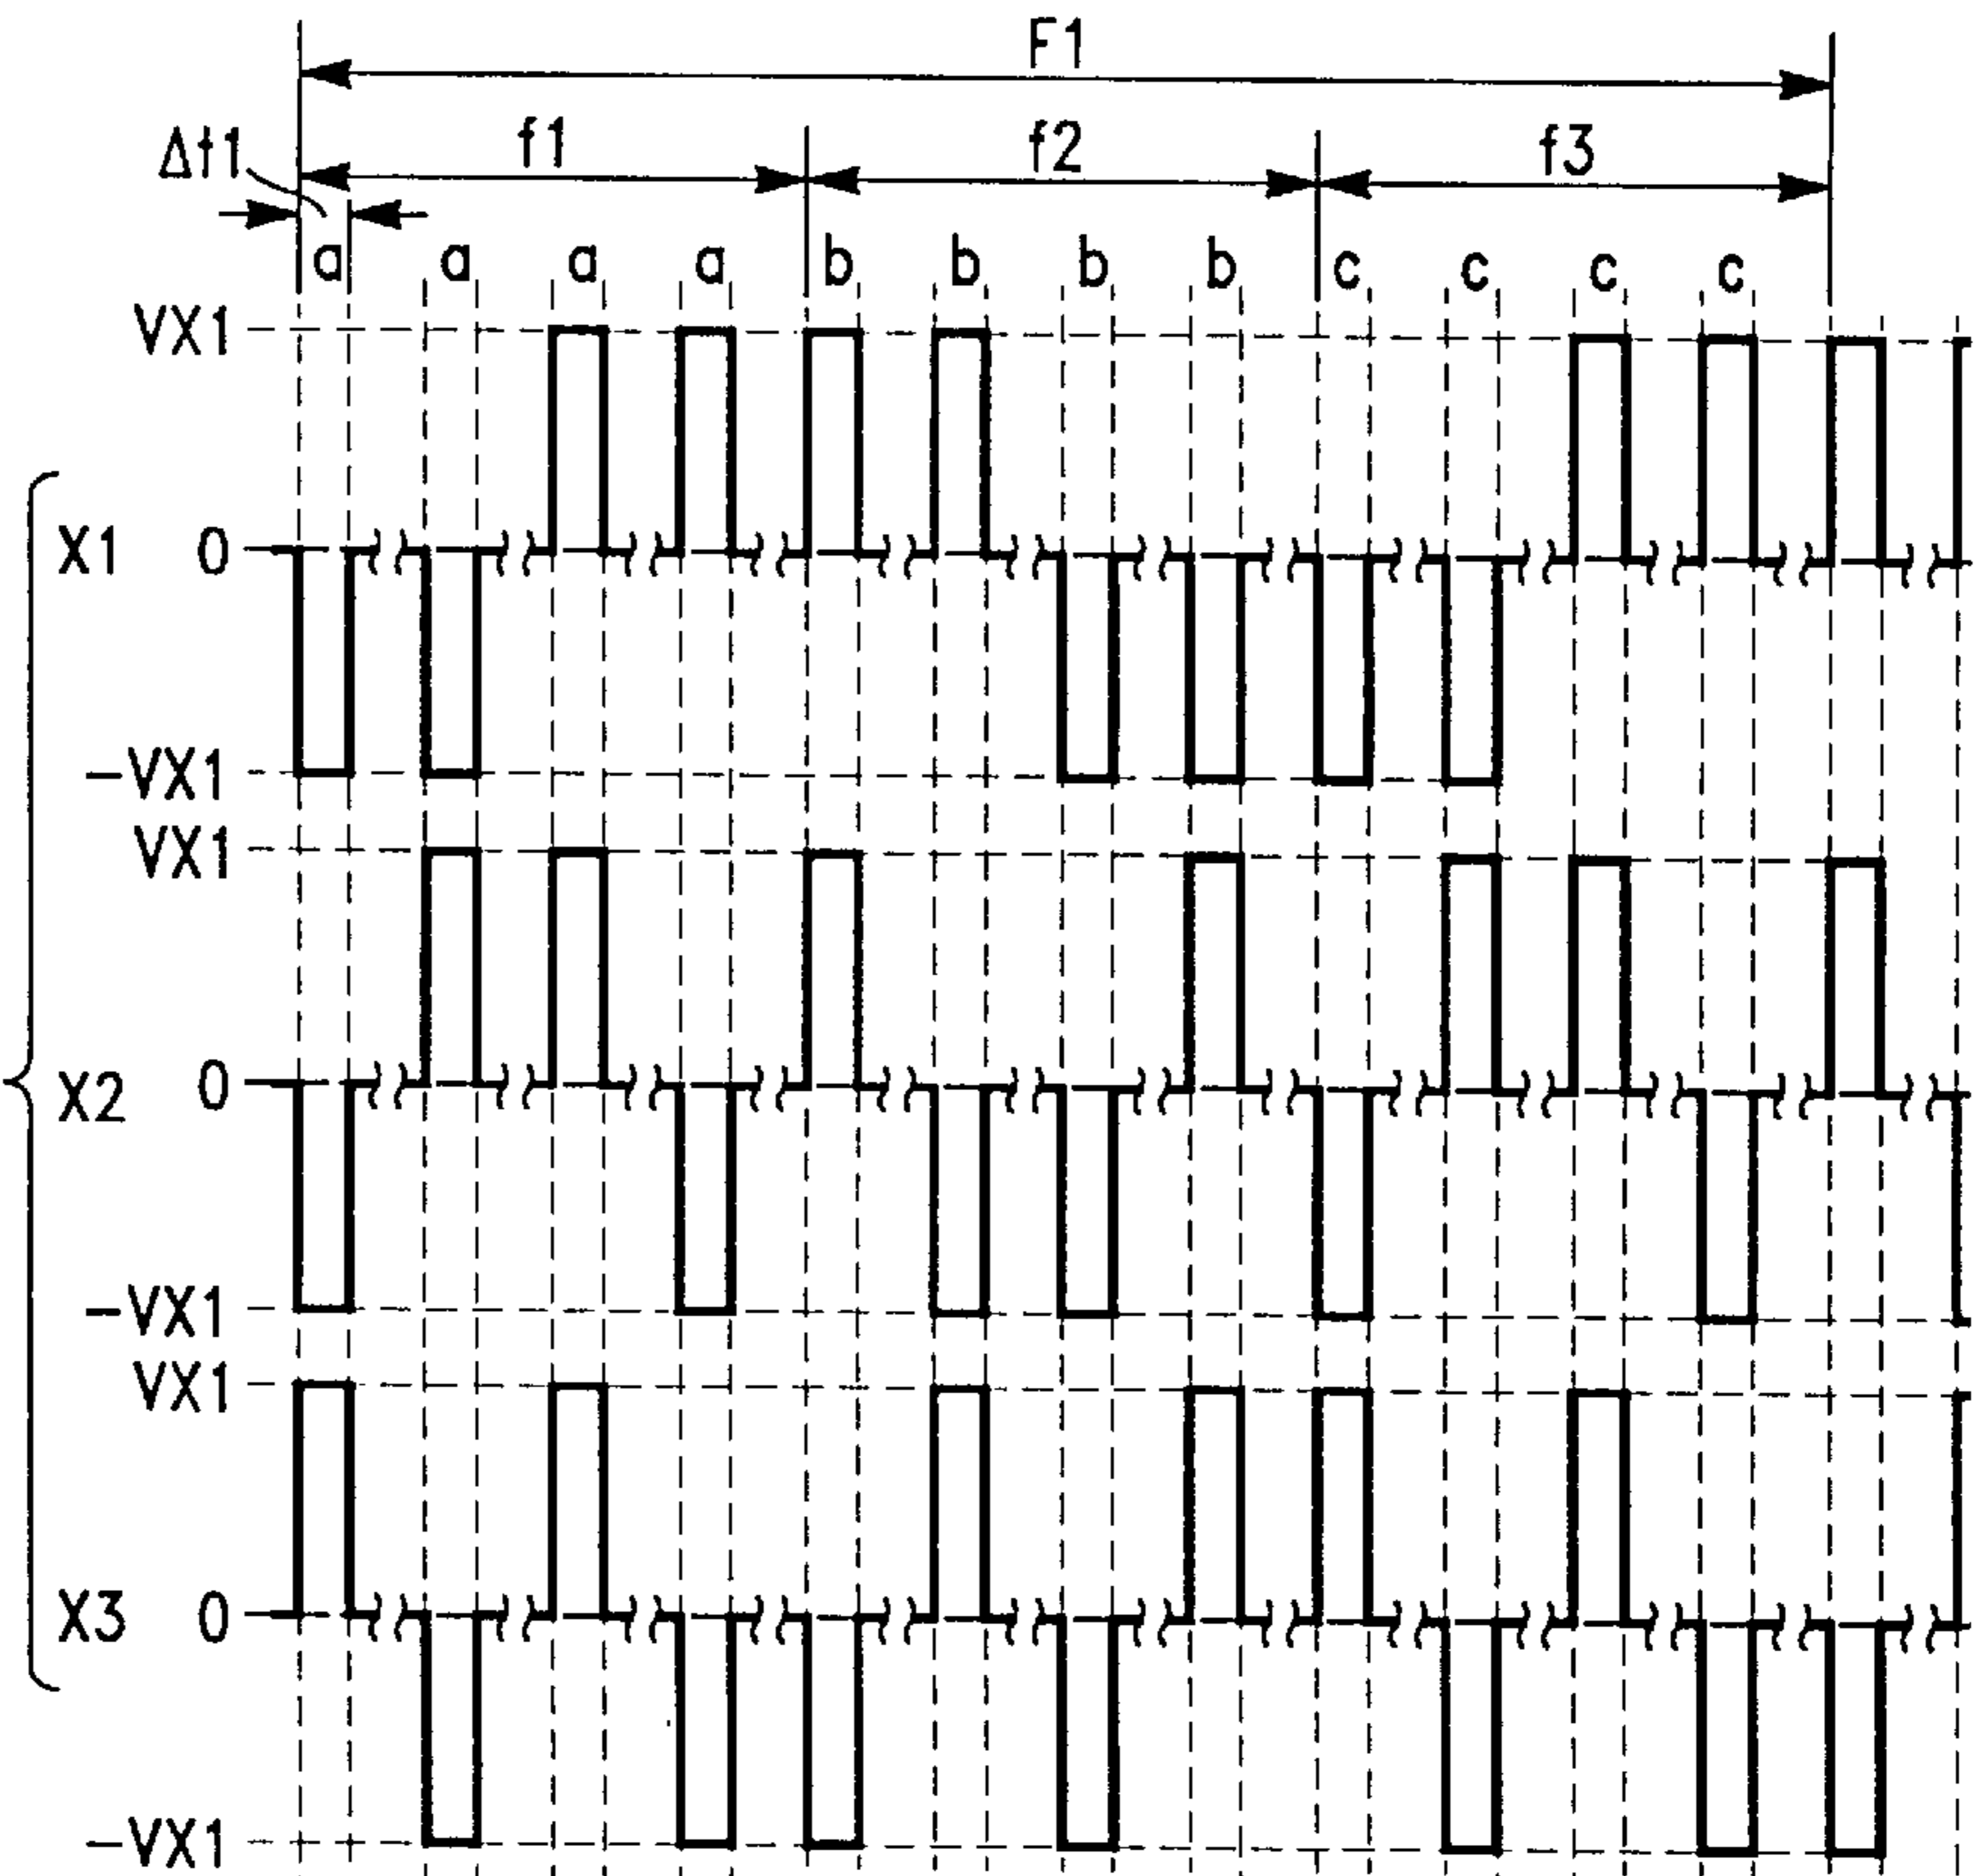 F1
f1 f2 f3
Δt1
a a a a b b b b c c c c
VX1
X1 0
-VX1
VX1
X2 0
-VX1
VX1
X3 0
-VX1